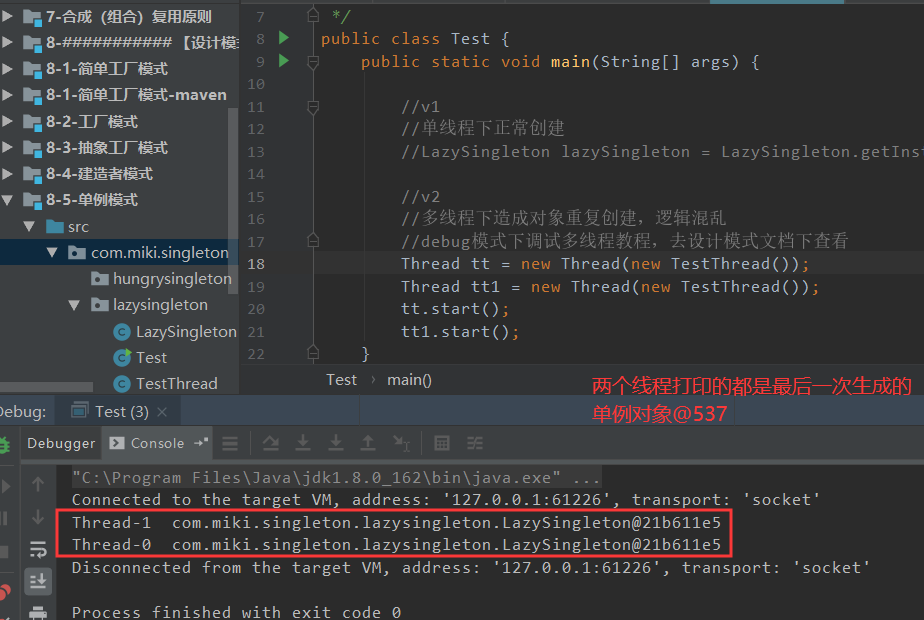 7-合成（组合）复用原则
8-########### 【设计模
8-1-简单工厂模式
8-1-简单工厂模式-maven
8-2-工厂模式
8-3-抽象工厂模式
8-4-建造者模式
8-5-单例模式
src
com.miki.singleton
hungrysingleton
lazysingleton
LazySingleton
Test
TestThread
7 */
8 public class Test {
9 public static void main(String[] args) {
10
11 //v1
12 //单线程下正常创建
13 //LazySingleton lazySingleton = LazySingleton.getInst
14
15 //v2
16 //多线程下造成对象重复创建，逻辑混乱
17 //debug模式下调试多线程教程，去设计模式文档下查看
18 Thread tt = new Thread(new TestThread());
19 Thread tt1 = new Thread(new TestThread());
20 tt.start();
21 tt1.start();
22 }
Test › main()
两个线程打印的都是最后一次生成的
单例对象@537
Debug: Test (3) ×
Debugger Console
"C:\Program Files\Java\jdk1.8.0_162\bin\java.exe" ...
Connected to the target VM, address: '127.0.0.1:61226', transport: 'socket'
Thread-1 com.miki.singleton.lazysingleton.LazySingleton@21b611e5
Thread-0 com.miki.singleton.lazysingleton.LazySingleton@21b611e5
Disconnected from the target VM, address: '127.0.0.1:61226', transport: 'socket'
Process finished with exit code 0